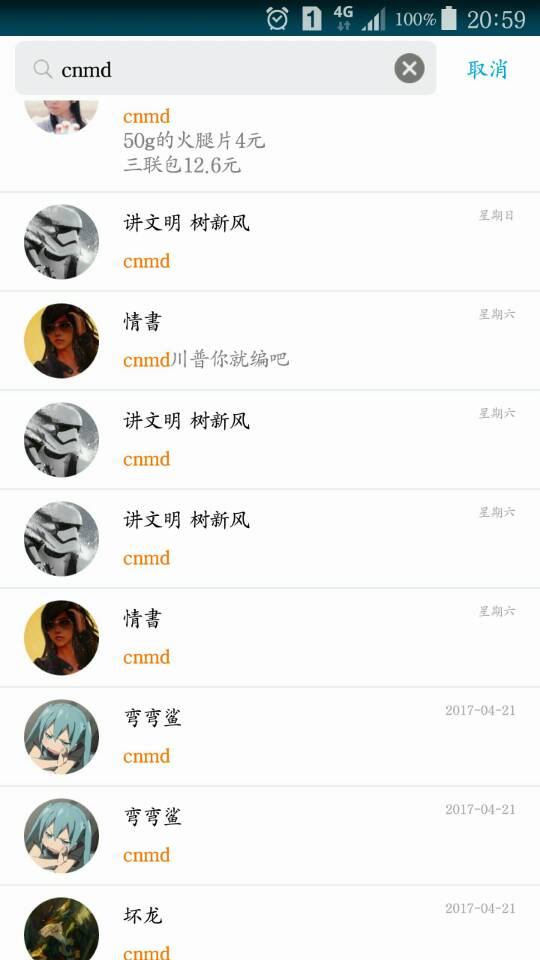 1 4G 100% 20:59
cnmd 取消
cnmd
50g的火腿片4元
三联包12.6元
讲文明 树新风 星期日
cnmd
情書 星期六
cnmd川普你就编吧
讲文明 树新风 星期六
cnmd
讲文明 树新风 星期六
cnmd
情書 星期六
cnmd
弯弯鲨 2017-04-21
cnmd
弯弯鲨 2017-04-21
cnmd
坏龙 2017-04-21
cnmd